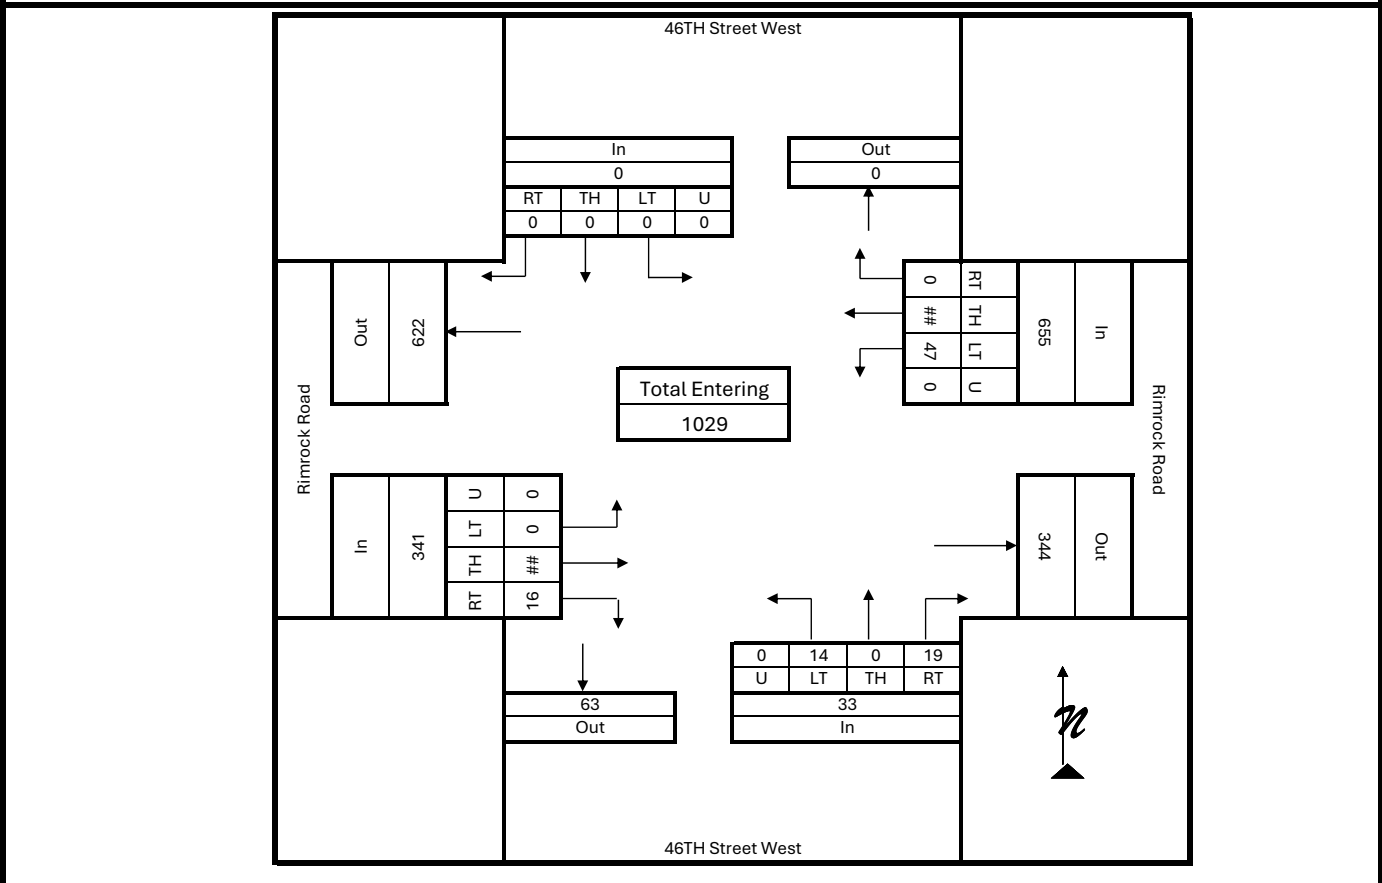 46TH Street West
In
0
RT TH LT U
0 0 0 0
Out
0
Out
622
0 RT
## TH
47 LT
0 U
655
In
Total Entering
1029
Rimrock Road
Rimrock Road
In
341
U 0
LT 0
TH ##
RT 16
344
Out
0 14 0 19
U LT TH RT
33
In
63
Out
N
46TH Street West